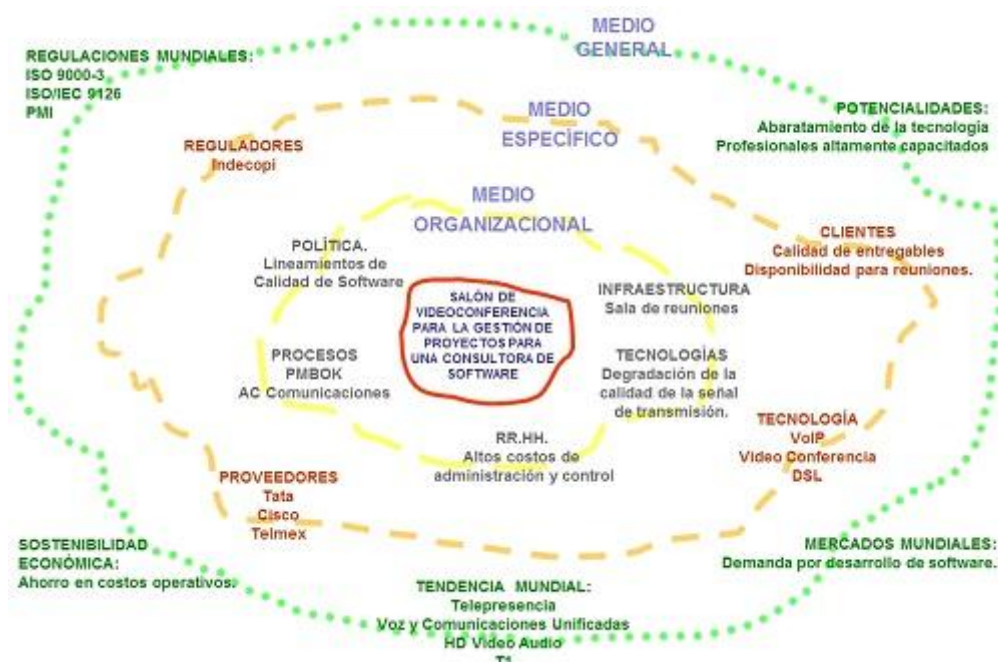 MEDIO
GENERAL
REGULACIONES MUNDIALES:
ISO 9000-3
ISO/IEC 9126
PMI
MEDIO
ESPECÍFICO
POTENCIALIDADES:
Abaratamiento de la tecnología
Profesionales altamente capacitados
REGULADORES
Indecopi
MEDIO
ORGANIZACIONAL
CLIENTES
Calidad de entregables
Disponibilidad para reuniones.
POLÍTICA.
Lineamientos de
Calidad de Software
INFRAESTRUCTURA
Sala de reuniones
SALÓN DE
VIDEOCONFERENCIA
PARA LA GESTIÓN DE
PROYECTOS PARA
UNA CONSULTORA DE
SOFTWARE
PROCESOS
PMBOK
AC Comunicaciones
TECNOLOGÍAS
Degradación de la
calidad de la señal
de transmisión.
RR.HH.
Altos costos de
administración y control
TECNOLOGÍA
VoIP
Video Conferencia
DSL
PROVEEDORES
Tata
Cisco
Telmex
SOSTENIBILIDAD
ECONÓMICA:
Ahorro en costos operativos.
MERCADOS MUNDIALES:
Demanda por desarrollo de software.
TENDENCIA MUNDIAL:
Telepresencia
Voz y Comunicaciones Unificadas
HD Video Audio
T1